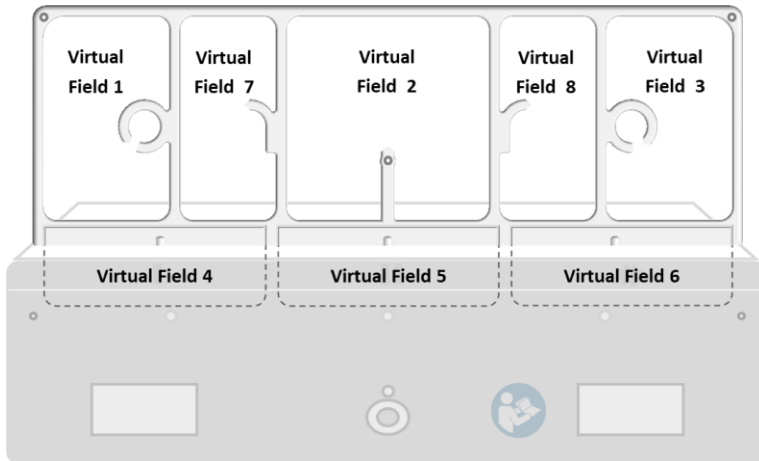 Virtual
Field 1
Virtual
Field 7
Virtual
Field 2
Virtual
Field 8
Virtual
Field 3
Virtual Field 4
Virtual Field 5
Virtual Field 6